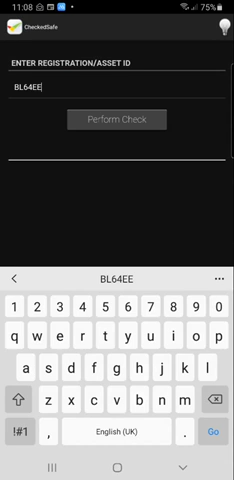 11:08 75%
CheckedSafe
ENTER REGISTRATION/ASSET ID
BL64EE
Perform Check
BL64EE
1 2 3 4 5 6 7 8 9 0
q w e r t y u i o p
a s d f g h j k l
z x c v b n m
!#1 , English (UK) . Go